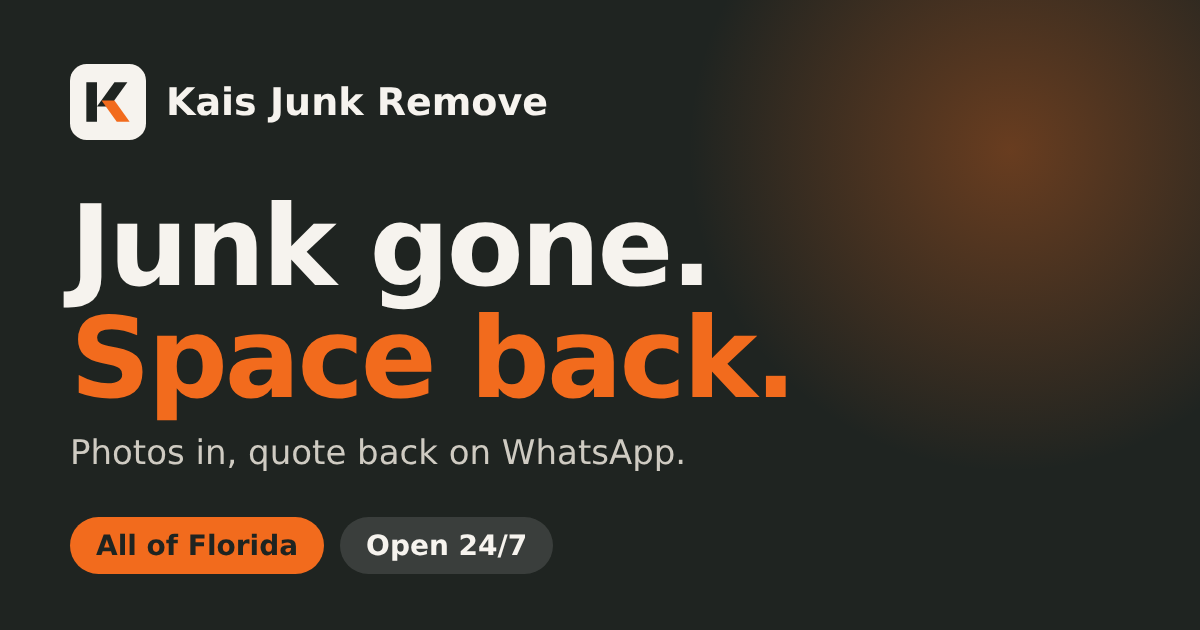 K
Kais Junk Remove
Junk gone.
Space back.
Photos in, quote back on WhatsApp.
All of Florida
Open 24/7